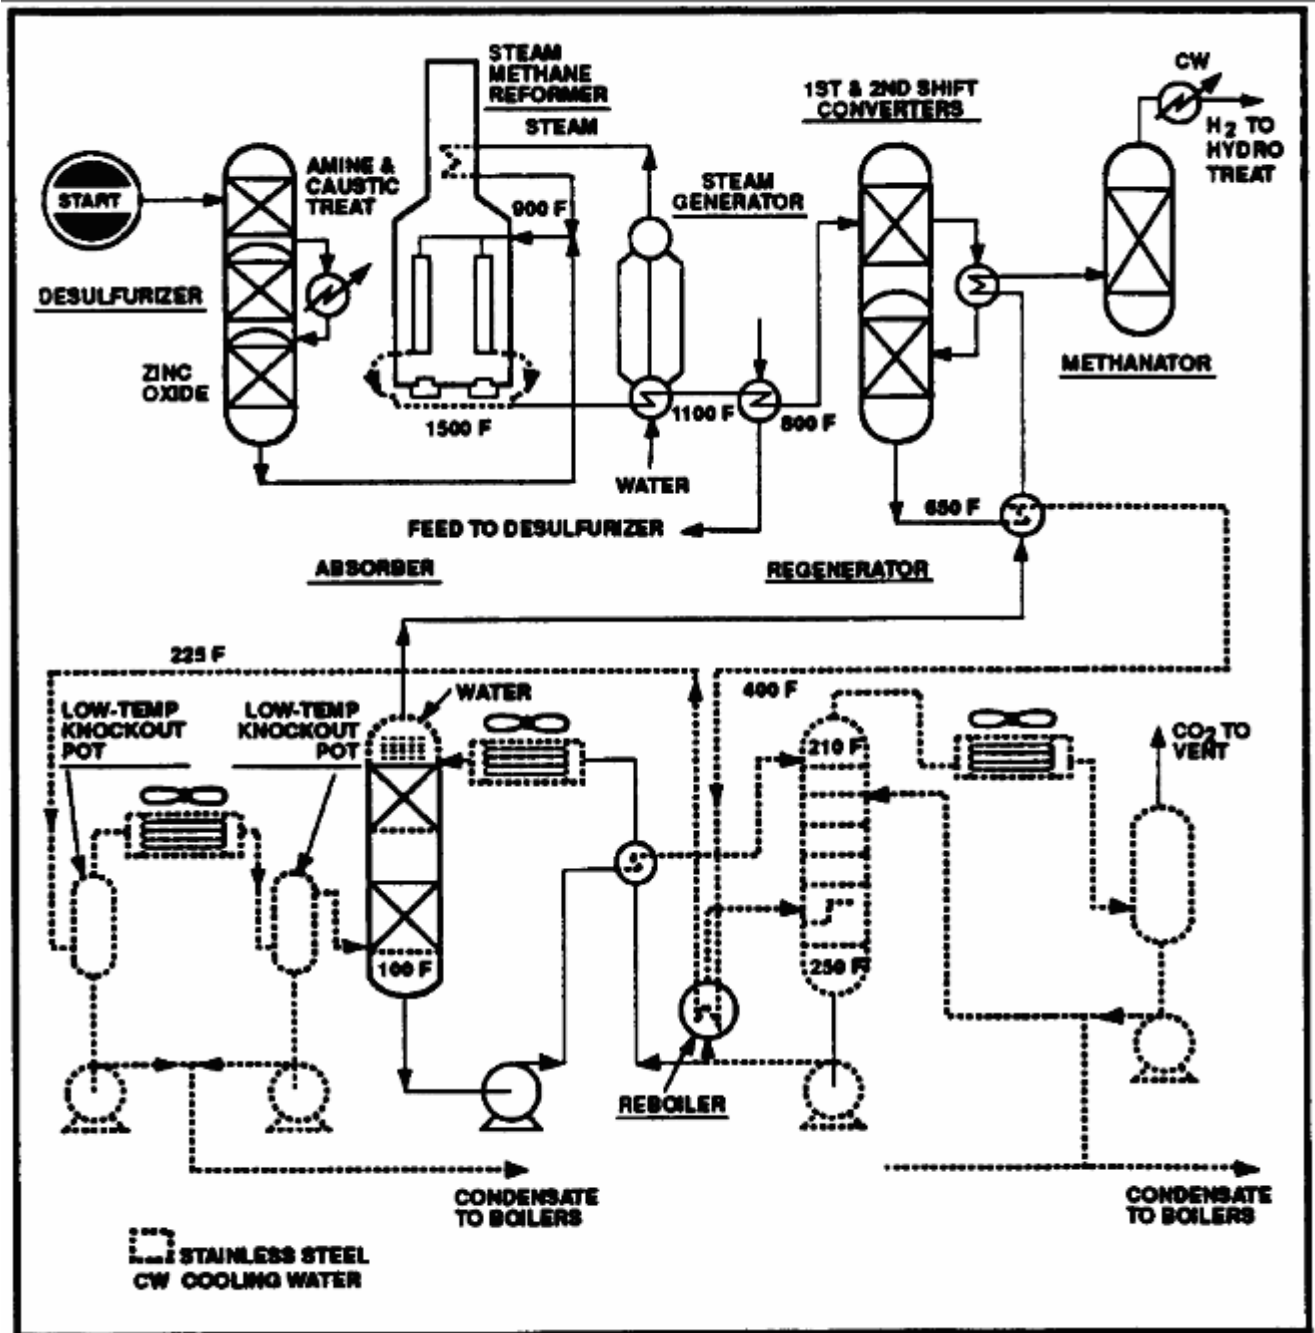 STEAM
METHANE
REFORMER
STEAM
1ST & 2ND SHIFT
CONVERTERS
CW
H2 TO
HYDRO
TREAT
START
AMINE &
CAUSTIC
TREAT
900 F
STEAM
GENERATOR
DESULFURIZER
ZINC
OXIDE
METHANATOR
1500 F
1100 F
800 F
WATER
650 F
FEED TO DESULFURIZER
ABSORBER
REGENERATOR
225 F
WATER
400 F
LOW-TEMP
KNOCKOUT
POT
LOW-TEMP
KNOCKOUT
POT
210 F
CO2 TO
VENT
100 F
250 F
REBOILER
CONDENSATE
TO BOILERS
CONDENSATE
TO BOILERS
STAINLESS STEEL
CW COOLING WATER